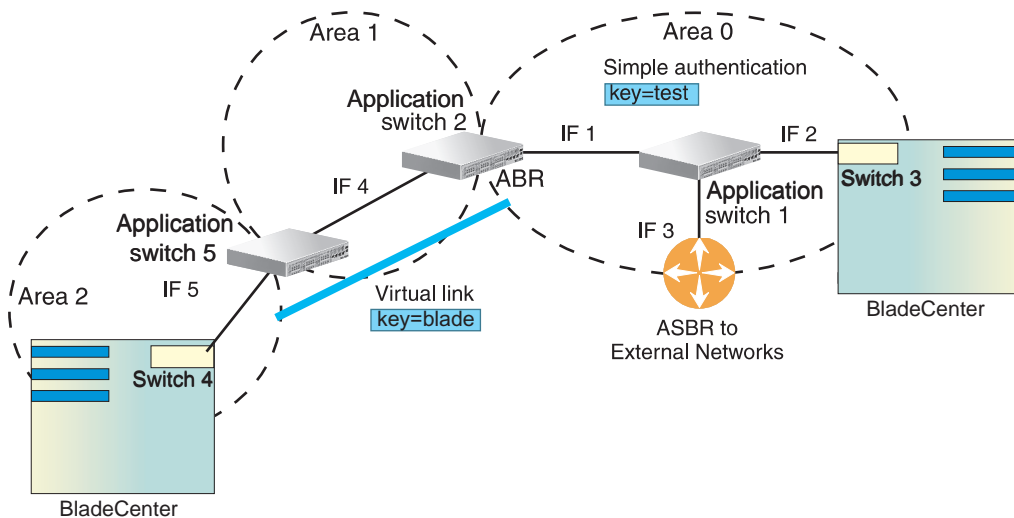 Area 1
Area 0
Simple authentication
key=test
Application
switch 2
IF 1
IF 2
ABR
Switch 3
Application
switch 1
IF 4
IF 3
Application
switch 5
Area 2
IF 5
Virtual link
key=blade
BladeCenter
ASBR to
External Networks
Switch 4
BladeCenter